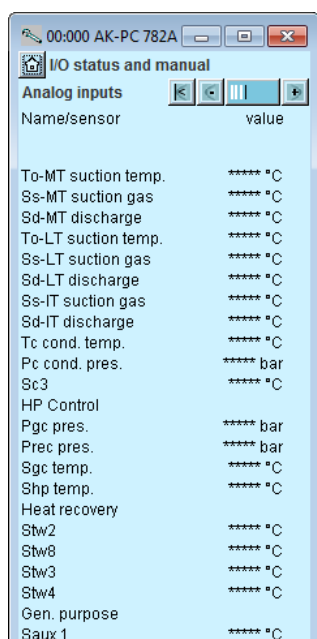 00:000 AK-PC 782A
I/O status and manual
Analog inputs
Name/sensor value
To-MT suction temp. ***** °C
Ss-MT suction gas ***** °C
Sd-MT discharge ***** °C
To-LT suction temp. ***** °C
Ss-LT suction gas ***** °C
Sd-LT discharge ***** °C
Ss-IT suction gas ***** °C
Sd-IT discharge ***** °C
Tc cond. temp. ***** °C
Pc cond. pres. ***** bar
Sc3 ***** °C
HP Control
Pgc pres. ***** bar
Prec pres. ***** bar
Sgc temp. ***** °C
Shp temp. ***** °C
Heat recovery
Stw2 ***** °C
Stw8 ***** °C
Stw3 ***** °C
Stw4 ***** °C
Gen. purpose
Saux 1 ***** °C